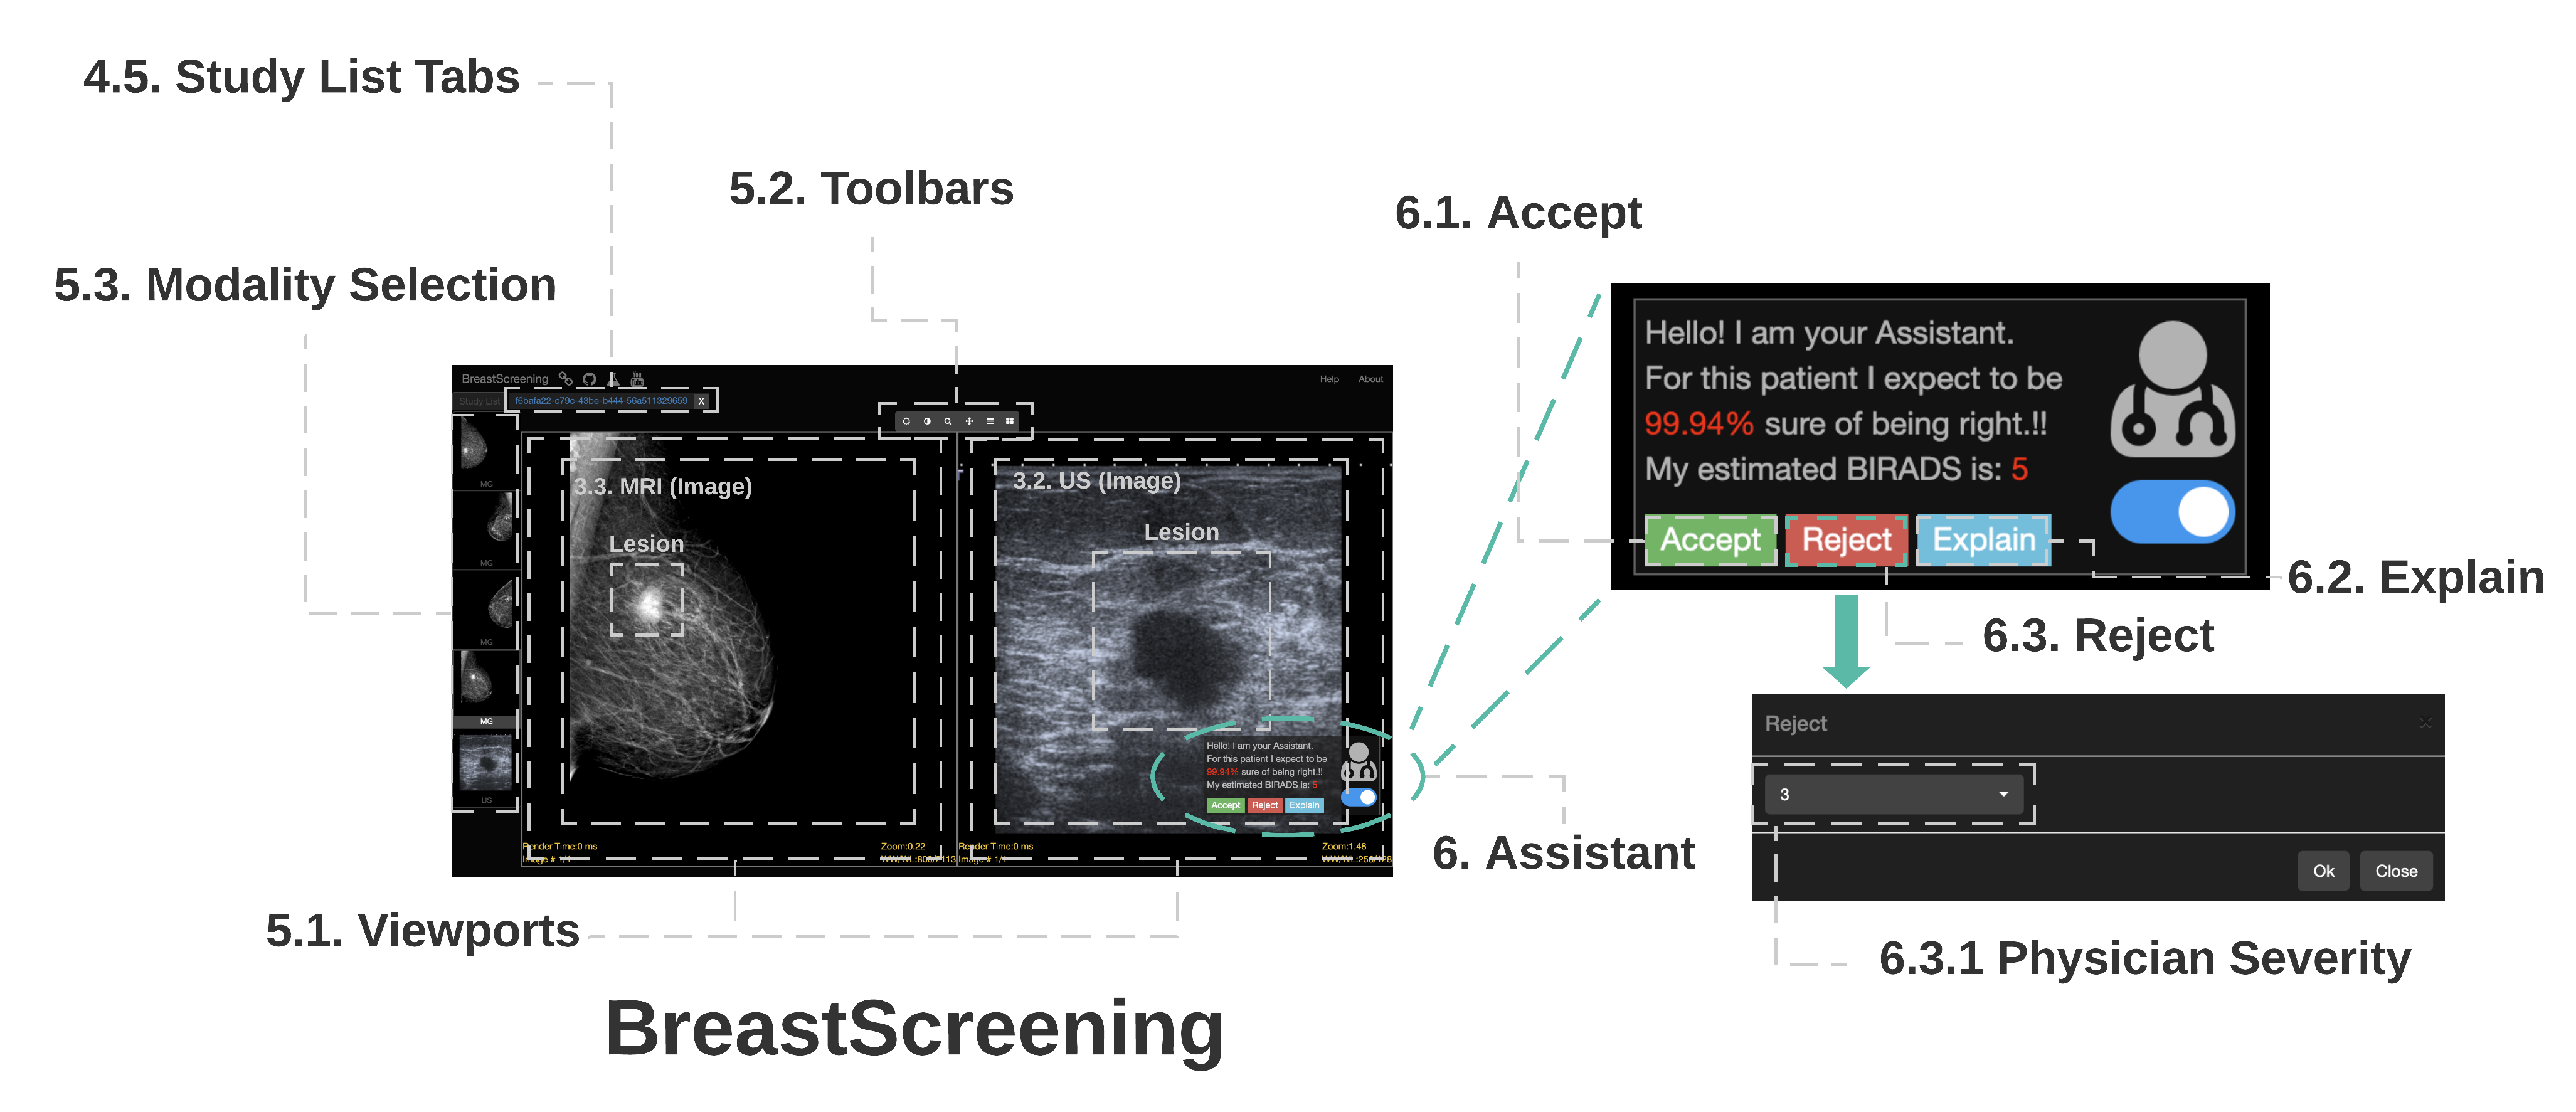 4.5. Study List Tabs
5.2. Toolbars
5.3. Modality Selection
6.1. Accept
BreastScreening
You
Tube
Help
About
Study List
f6bafa22-c79c-43be-b444-56a511329659
X
MG
MG
MG
MG
US
3.3. MRI (Image)
Lesion
3.2. US (Image)
Lesion
Hello! I am your Assistant.
For this patient I expect to be
99.94% sure of being right.!!
My estimated BIRADS is: 5
Accept
Reject
Explain
Render Time:0 ms
Image # 1/1
Zoom:0.22
Render Time:0 ms
Image # 1/1
Zoom:1.48
Hello! I am your Assistant.
For this patient I expect to be
99.94% sure of being right.!!
My estimated BIRADS is: 5
Accept
Reject
Explain
6.2. Explain
6.3. Reject
Reject
×
3
Ok
Close
6. Assistant
5.1. Viewports
6.3.1 Physician Severity
BreastScreening